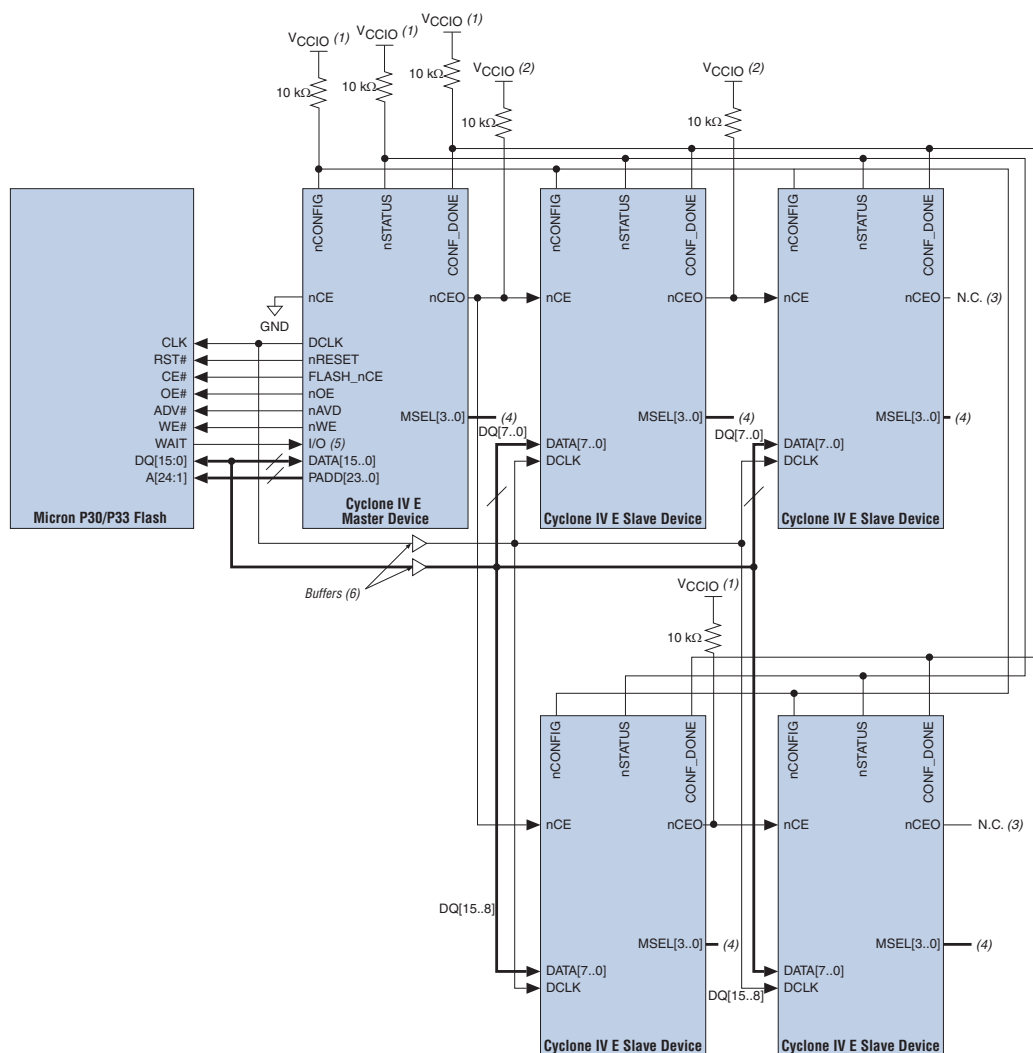 VCCIO (1)
VCCIO (1)
VCCIO (1)
VCCIO (2)
VCCIO (2)
10 kΩ
10 kΩ
10 kΩ
10 kΩ
10 kΩ
nCONFIG
nSTATUS
CONF_DONE
nCONFIG
nSTATUS
CONF_DONE
nCONFIG
nSTATUS
CONF_DONE
nCE
nCEO
nCE
nCEO
nCE
nCEO
N.C. (3)
GND
CLK
RST#
CE#
OE#
ADV#
WE#
WAIT
DQ[15:0]
A[24:1]
Micron P30/P33 Flash
DCLK
nRESET
FLASH_nCE
nOE
nAVD
nWE
I/O (5)
DATA[15..0]
PADD[23..0]
MSEL[3..0]
(4)
Cyclone IV E
Master Device
DQ[7..0]
MSEL[3..0]
(4)
DATA[7..0]
DCLK
Cyclone IV E Slave Device
DQ[7..0]
MSEL[3..0]
(4)
DATA[7..0]
DCLK
Cyclone IV E Slave Device
Buffers (6)
VCCIO (1)
10 kΩ
nCONFIG
nSTATUS
CONF_DONE
nCONFIG
nSTATUS
CONF_DONE
nCE
nCEO
nCE
nCEO
N.C. (3)
DQ[15..8]
MSEL[3..0]
(4)
DATA[7..0]
DCLK
Cyclone IV E Slave Device
MSEL[3..0]
(4)
DATA[7..0]
DQ[15..8]
DCLK
Cyclone IV E Slave Device